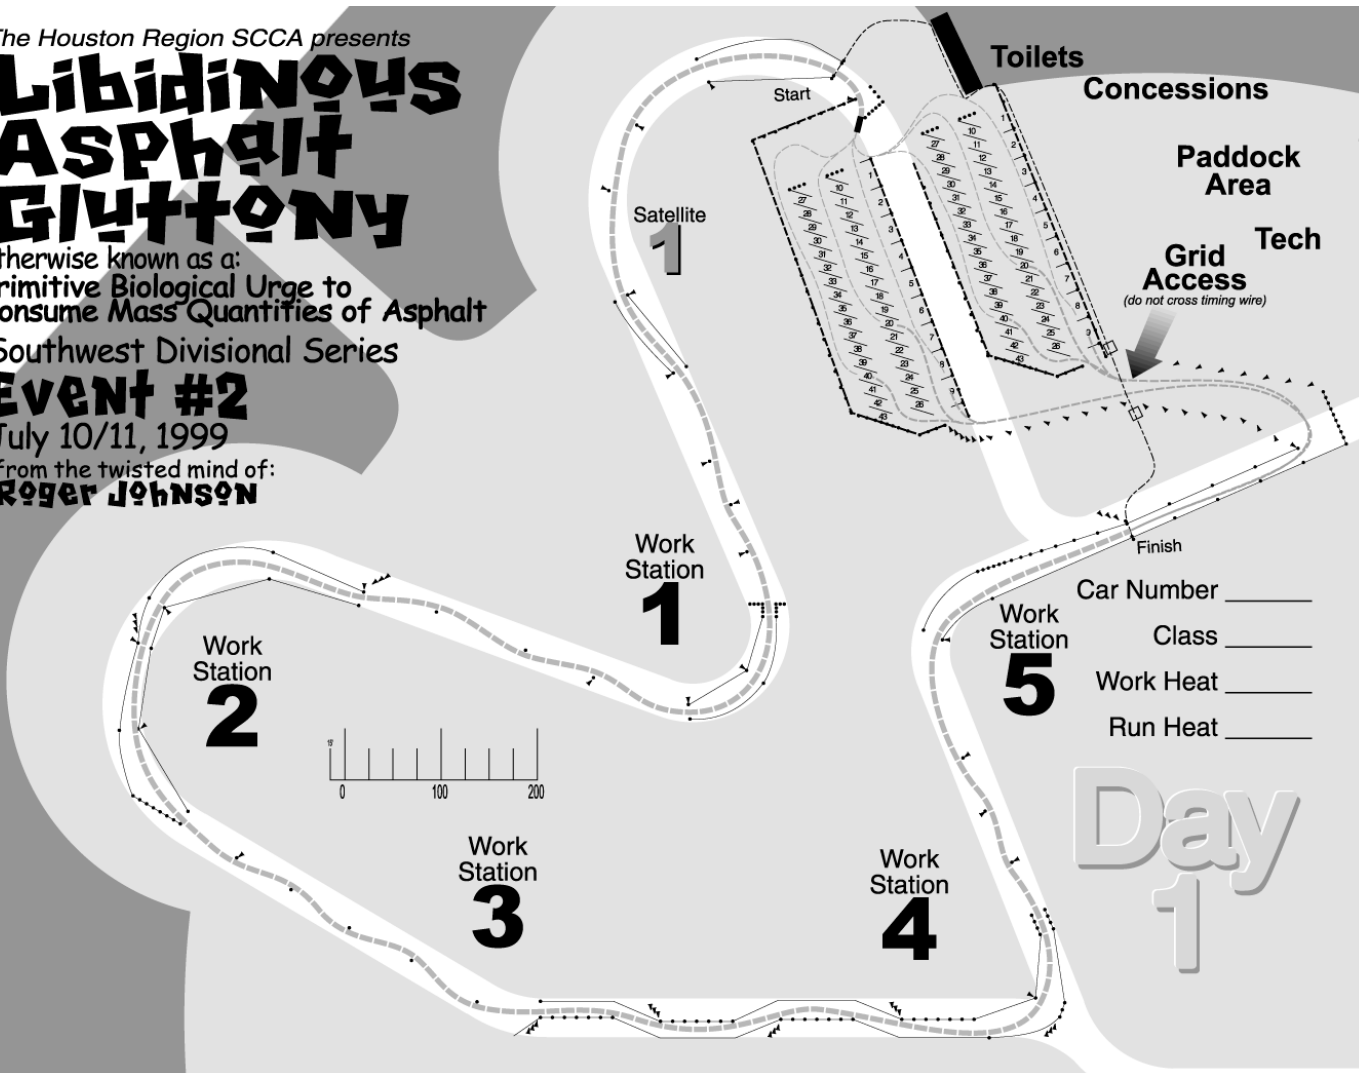 The Houston Region SCCA presents
Libidinous
Asphalt
Gluttony
therwise known as a:
rimitive Biological Urge to
onsume Mass Quantities of Asphalt
Southwest Divisional Series
Event #2
July 10/11, 1999
from the twisted mind of:
Roger Johnson
Toilets
Concessions
Paddock
Area
Tech
Grid
Access
(do not cross timing wire)
Start
Satellite
1
Finish
Work
Station
1
Work
Station
2
Work
Station
3
Work
Station
4
Work
Station
5
0
100
200
Car Number
Class
Work Heat
Run Heat
Day
1